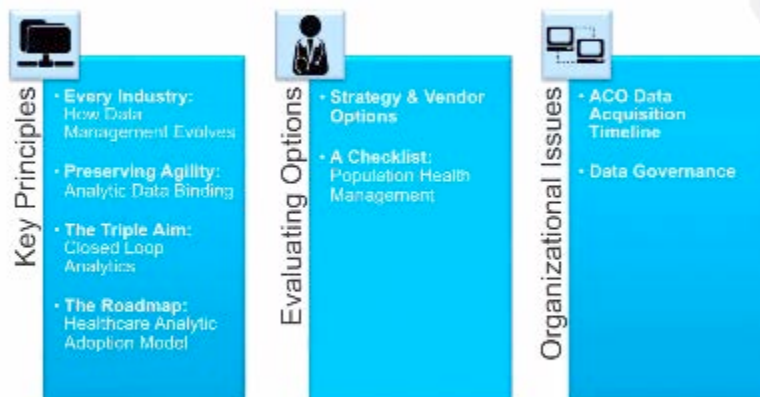 Key Principles
• Every Industry:
How Data
Management Evolves
• Preserving Agility:
Analytic Data Binding
• The Triple Aim:
Closed Loop
Analytics
• The Roadmap:
Healthcare Analytic
Adoption Model
Evaluating Options
• Strategy & Vendor
Options
• A Checklist:
Population Health
Management
Organizational Issues
• ACO Data
Acquisition
Timeline
• Data Governance